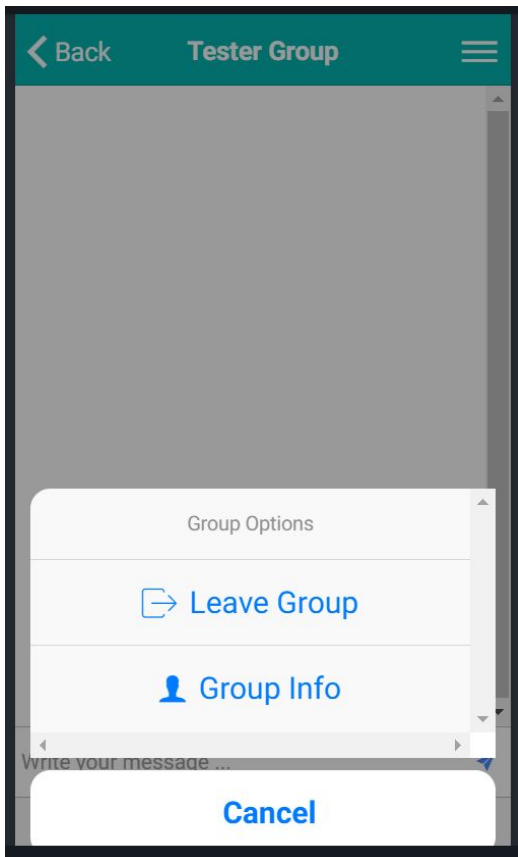 Back Tester Group
Group Options
Leave Group
Group Info
Write your message ...
Cancel